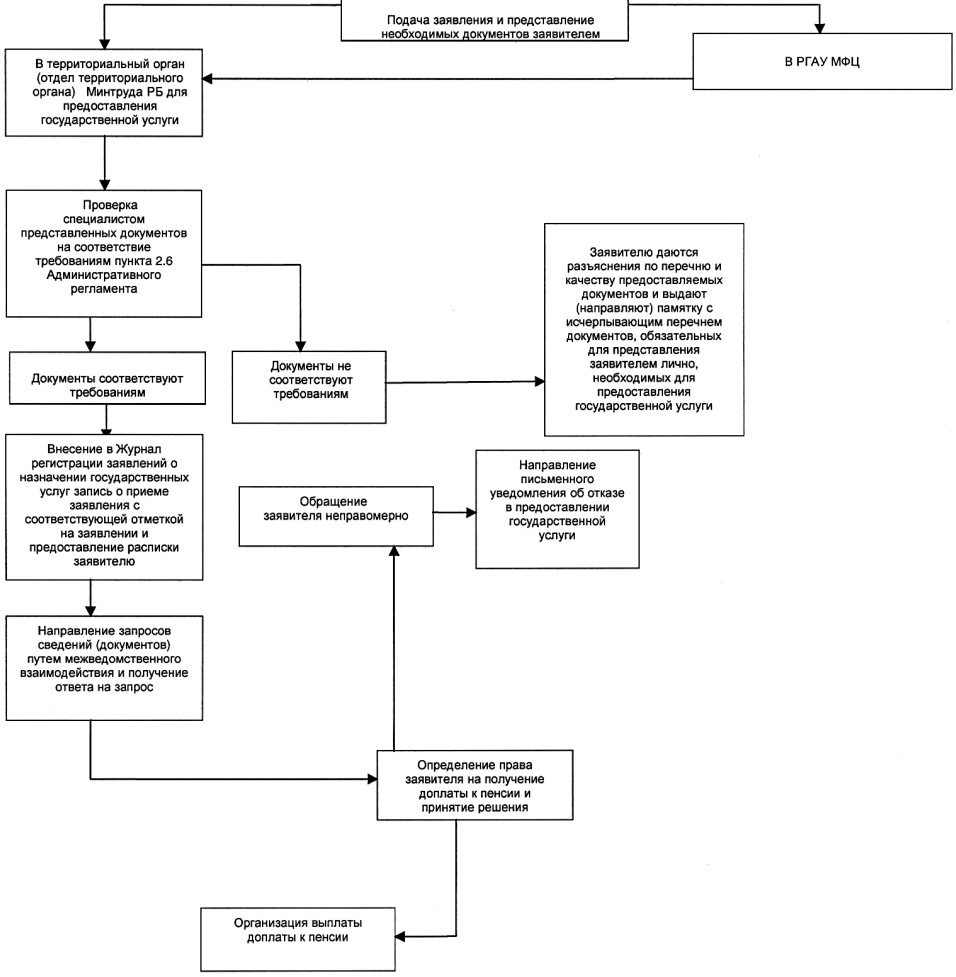 Подача заявления и представление
необходимых документов заявителем
В территориальный орган
(отдел территориального
органа) Минтруда РБ для
предоставления
государственной услуги
В РГАУ МФЦ
Проверка
специалистом
представленных документов
на соответствие
требованиям пункта 2.6
Административного
регламента
Заявителю даются
разъяснения по перечню и
качеству предоставляемых
документов и выдают
(направляют) памятку с
исчерпывающим перечнем
документов, обязательных
для представления
заявителем лично,
необходимых для
предоставления
государственной услуги
Документы соответствуют
требованиям
Документы не
соответствуют
требованиям
Внесение в Журнал
регистрации заявлений о
назначении государственных
услуг запись о приеме
заявления с
соответствующей отметкой
на заявлении и
предоставление расписки
заявителю
Обращение
заявителя неправомерно
Направление
письменного
уведомления об отказе
в предоставлении
государственной
услуги
Направление запросов
сведений (документов)
путем межведомственного
взаимодействия и получение
ответа на запрос
Определение права
заявителя на получение
доплаты к пенсии и
принятие решения
Организация выплаты
доплаты к пенсии